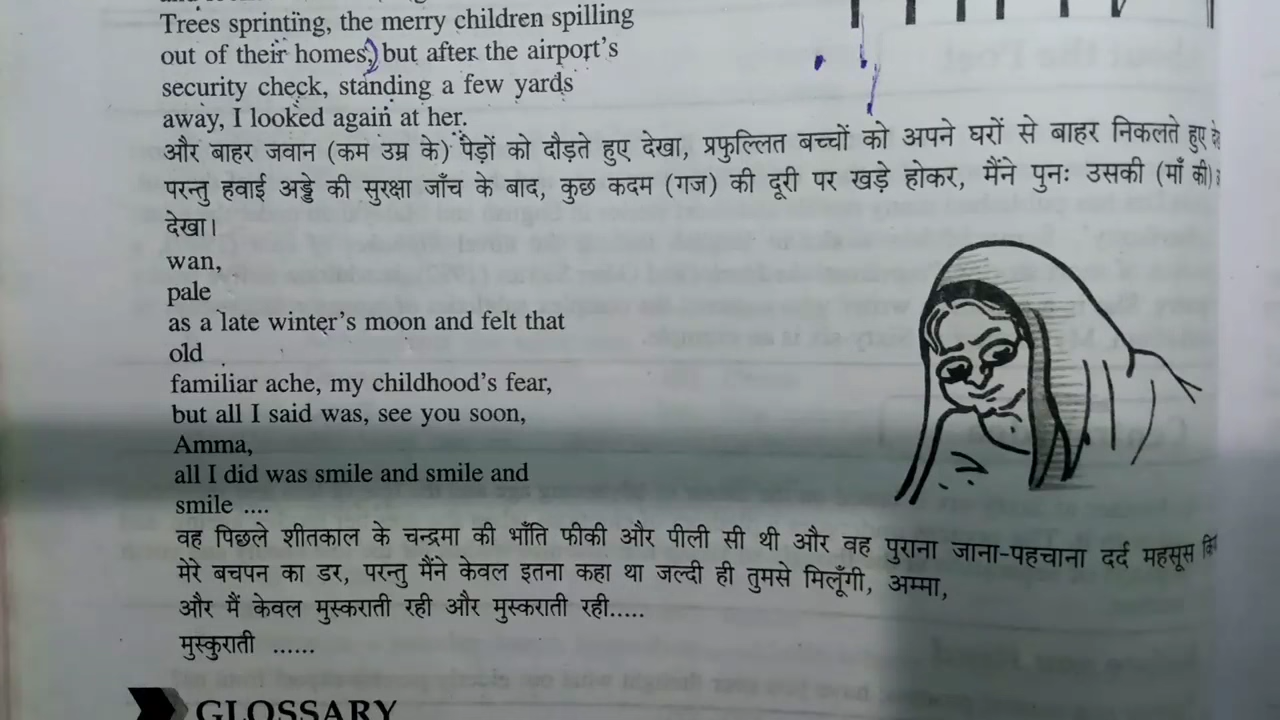 Trees sprinting, the merry children spilling
out of their homes, but after the airport's
security check, standing a few yards
away, I looked again at her.
और बाहर जवान (कम उम्र के) पैड़ों को दौड़ते हुए देखा, प्रफुल्लित बच्चों को अपने घरों से बाहर निकलते हुए
परन्तु हवाई अड्डे की सुरक्षा जाँच के बाद, कुछ कदम (गज) की दूरी पर खड़े होकर, मैंने पुनः उसकी (माँ की)
देखा।
wan,
pale
as a late winter's moon and felt that
old
familiar ache, my childhood's fear,
but all I said was, see you soon,
Amma,
all I did was smile and smile and
smile ....
वह पिछले शीतकाल के चन्द्रमा की भाँति फीकी और पीली सी थी और वह पुराना जाना-पहचाना दर्द महसूस
मेरे बचपन का डर, परन्तु मैंने केवल इतना कहा था जल्दी ही तुमसे मिलूँगी, अम्मा,
और मैं केवल मुस्कराती रही और मुस्कराती रही.....
मुस्कुराती ......
GLOSSARY